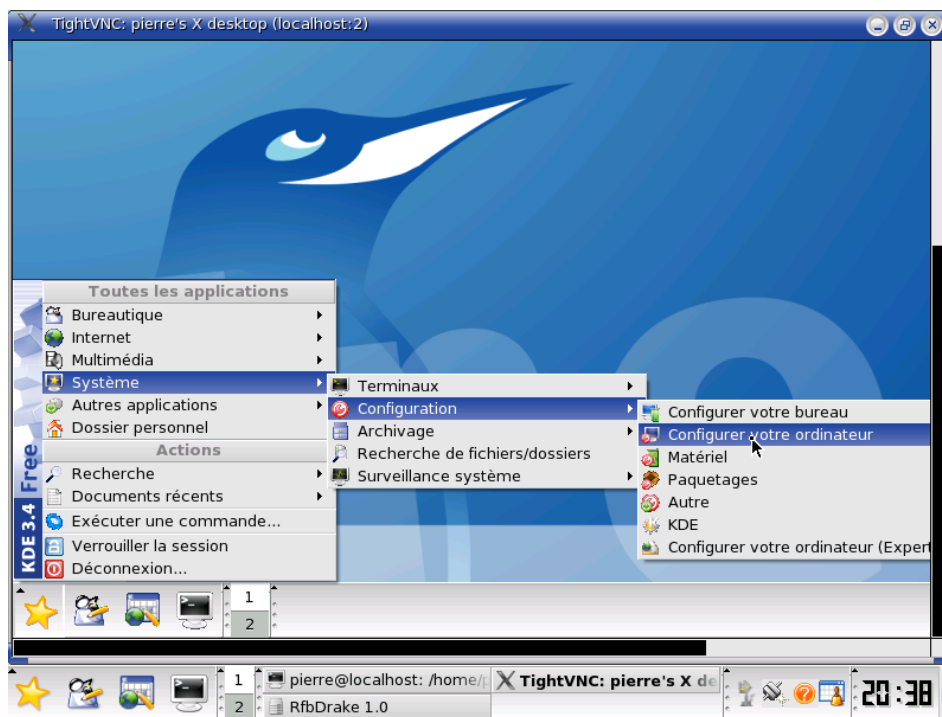 TightVNC: pierre's X desktop (localhost:2)
Toutes les applications
Bureautique
Internet
Multimédia
Système
Autres applications
Dossier personnel
Actions
Recherche
Documents récents
Exécuter une commande...
Verrouiller la session
Déconnexion...
KDE 3.4 Free
Terminaux
Configuration
Archivage
Recherche de fichiers/dossiers
Surveillance système
Configurer votre bureau
Configurer votre ordinateur
Matériel
Paquetages
Autre
KDE
Configurer votre ordinateur (Expert
1
2
1
2
pierre@localhost: /home/p
RfbDrake 1.0
TightVNC: pierre's X de
20:38